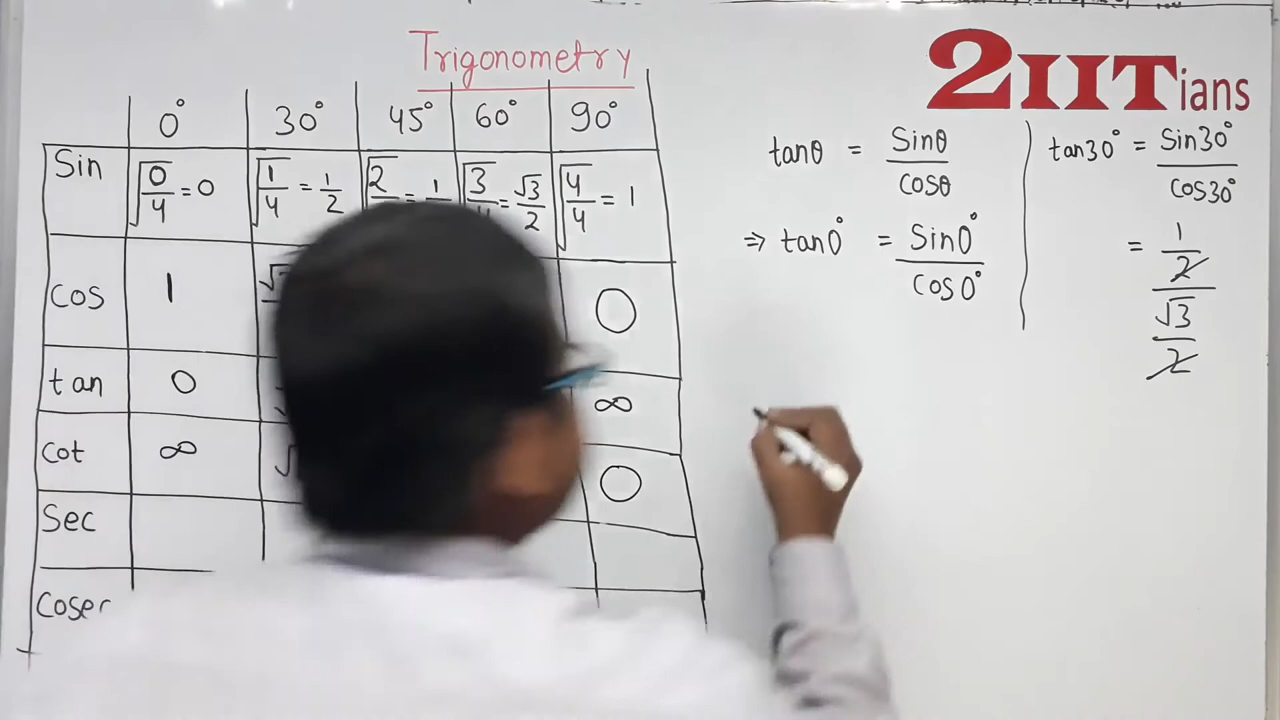 Trigonometry
2IITians
0° 30° 45° 60° 90°
Sin √0/4 = 0 √1/4 = 1/2 √2/ = 1 √3/4 = √3/2 √4/4 = 1
cos 1 0
tan 0 ∞
cot ∞ 0
Sec
tanθ = Sinθ/cosθ
⇒ tan0° = Sin0°/cos0°
tan30° = Sin30°/cos30°
= 1/2 / √3/2